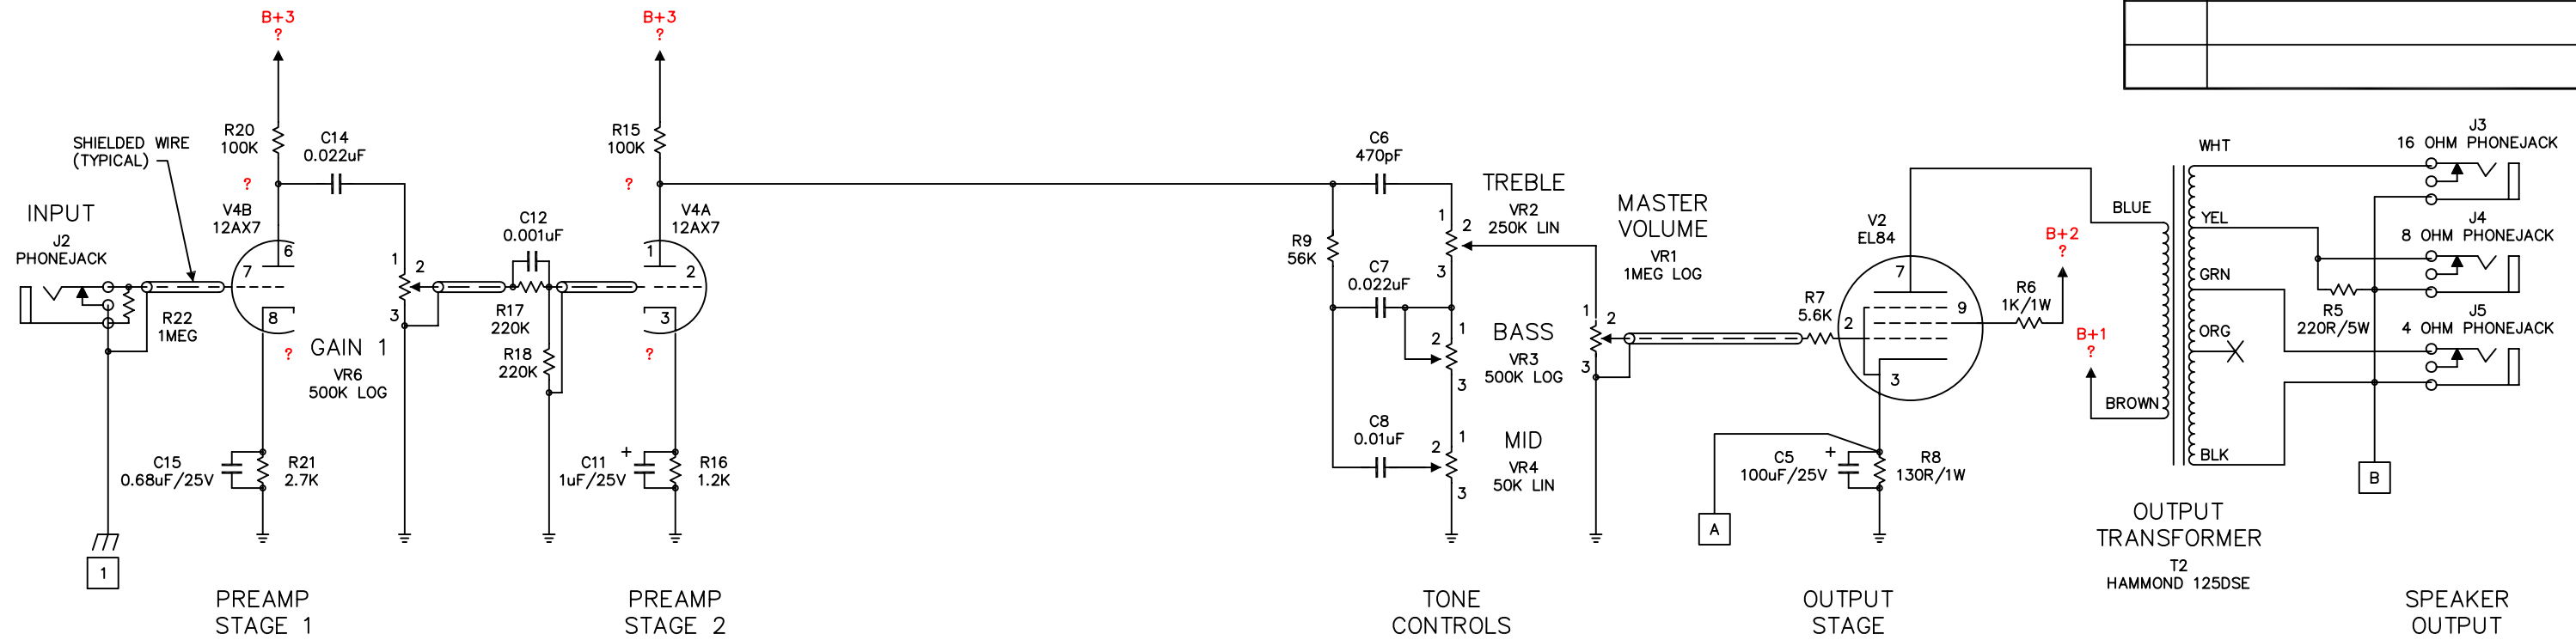 B+3
?
B+3
?
R20
100K
C14
0.022uF
SHIELDED WIRE
(TYPICAL)
?
INPUT
J2
PHONEJACK
V4B
12AX7
6
7
8
R22
1MEG
?
1
2
3
GAIN 1
VR6
500K LOG
C15
0.68uF/25V
R21
2.7K
1
PREAMP
STAGE 1
R15
100K
?
C12
0.001uF
V4A
12AX7
1
2
3
R17
220K
R18
220K
?
+
C11
1uF/25V
R16
1.2K
PREAMP
STAGE 2
C6
470pF
TREBLE
VR2
250K LIN
1
2
3
R9
56K
C7
0.022uF
BASS
VR3
500K LOG
1
2
3
C8
0.01uF
MID
VR4
50K LIN
1
2
3
TONE
CONTROLS
MASTER
VOLUME
VR1
1MEG LOG
1
2
3
R7
5.6K
V2
EL84
7
9
2
3
R6
1K/1W
B+2
?
B+1
?
A
+
C5
100uF/25V
R8
130R/1W
OUTPUT
STAGE
BLUE
BROWN
WHT
YEL
GRN
ORG
BLK
OUTPUT
TRANSFORMER
T2
HAMMOND 125DSE
R5
220R/5W
J3
16 OHM PHONEJACK
J4
8 OHM PHONEJACK
J5
4 OHM PHONEJACK
B
SPEAKER
OUTPUT